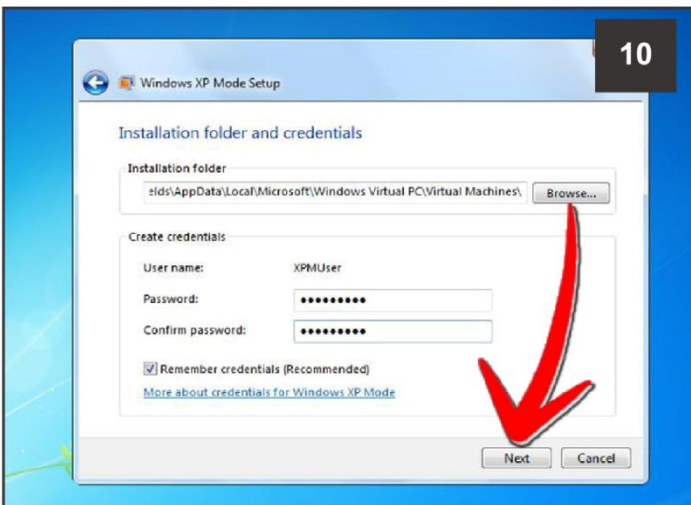 10
Windows XP Mode Setup
Installation folder and credentials
Installation folder
elds\AppData\Local\Microsoft\Windows Virtual PC\Virtual Machines\ Browse...
Create credentials
User name: XPMUser
Password: •••••••••
Confirm password: •••••••••
Remember credentials (Recommended)
More about credentials for Windows XP Mode
Next Cancel